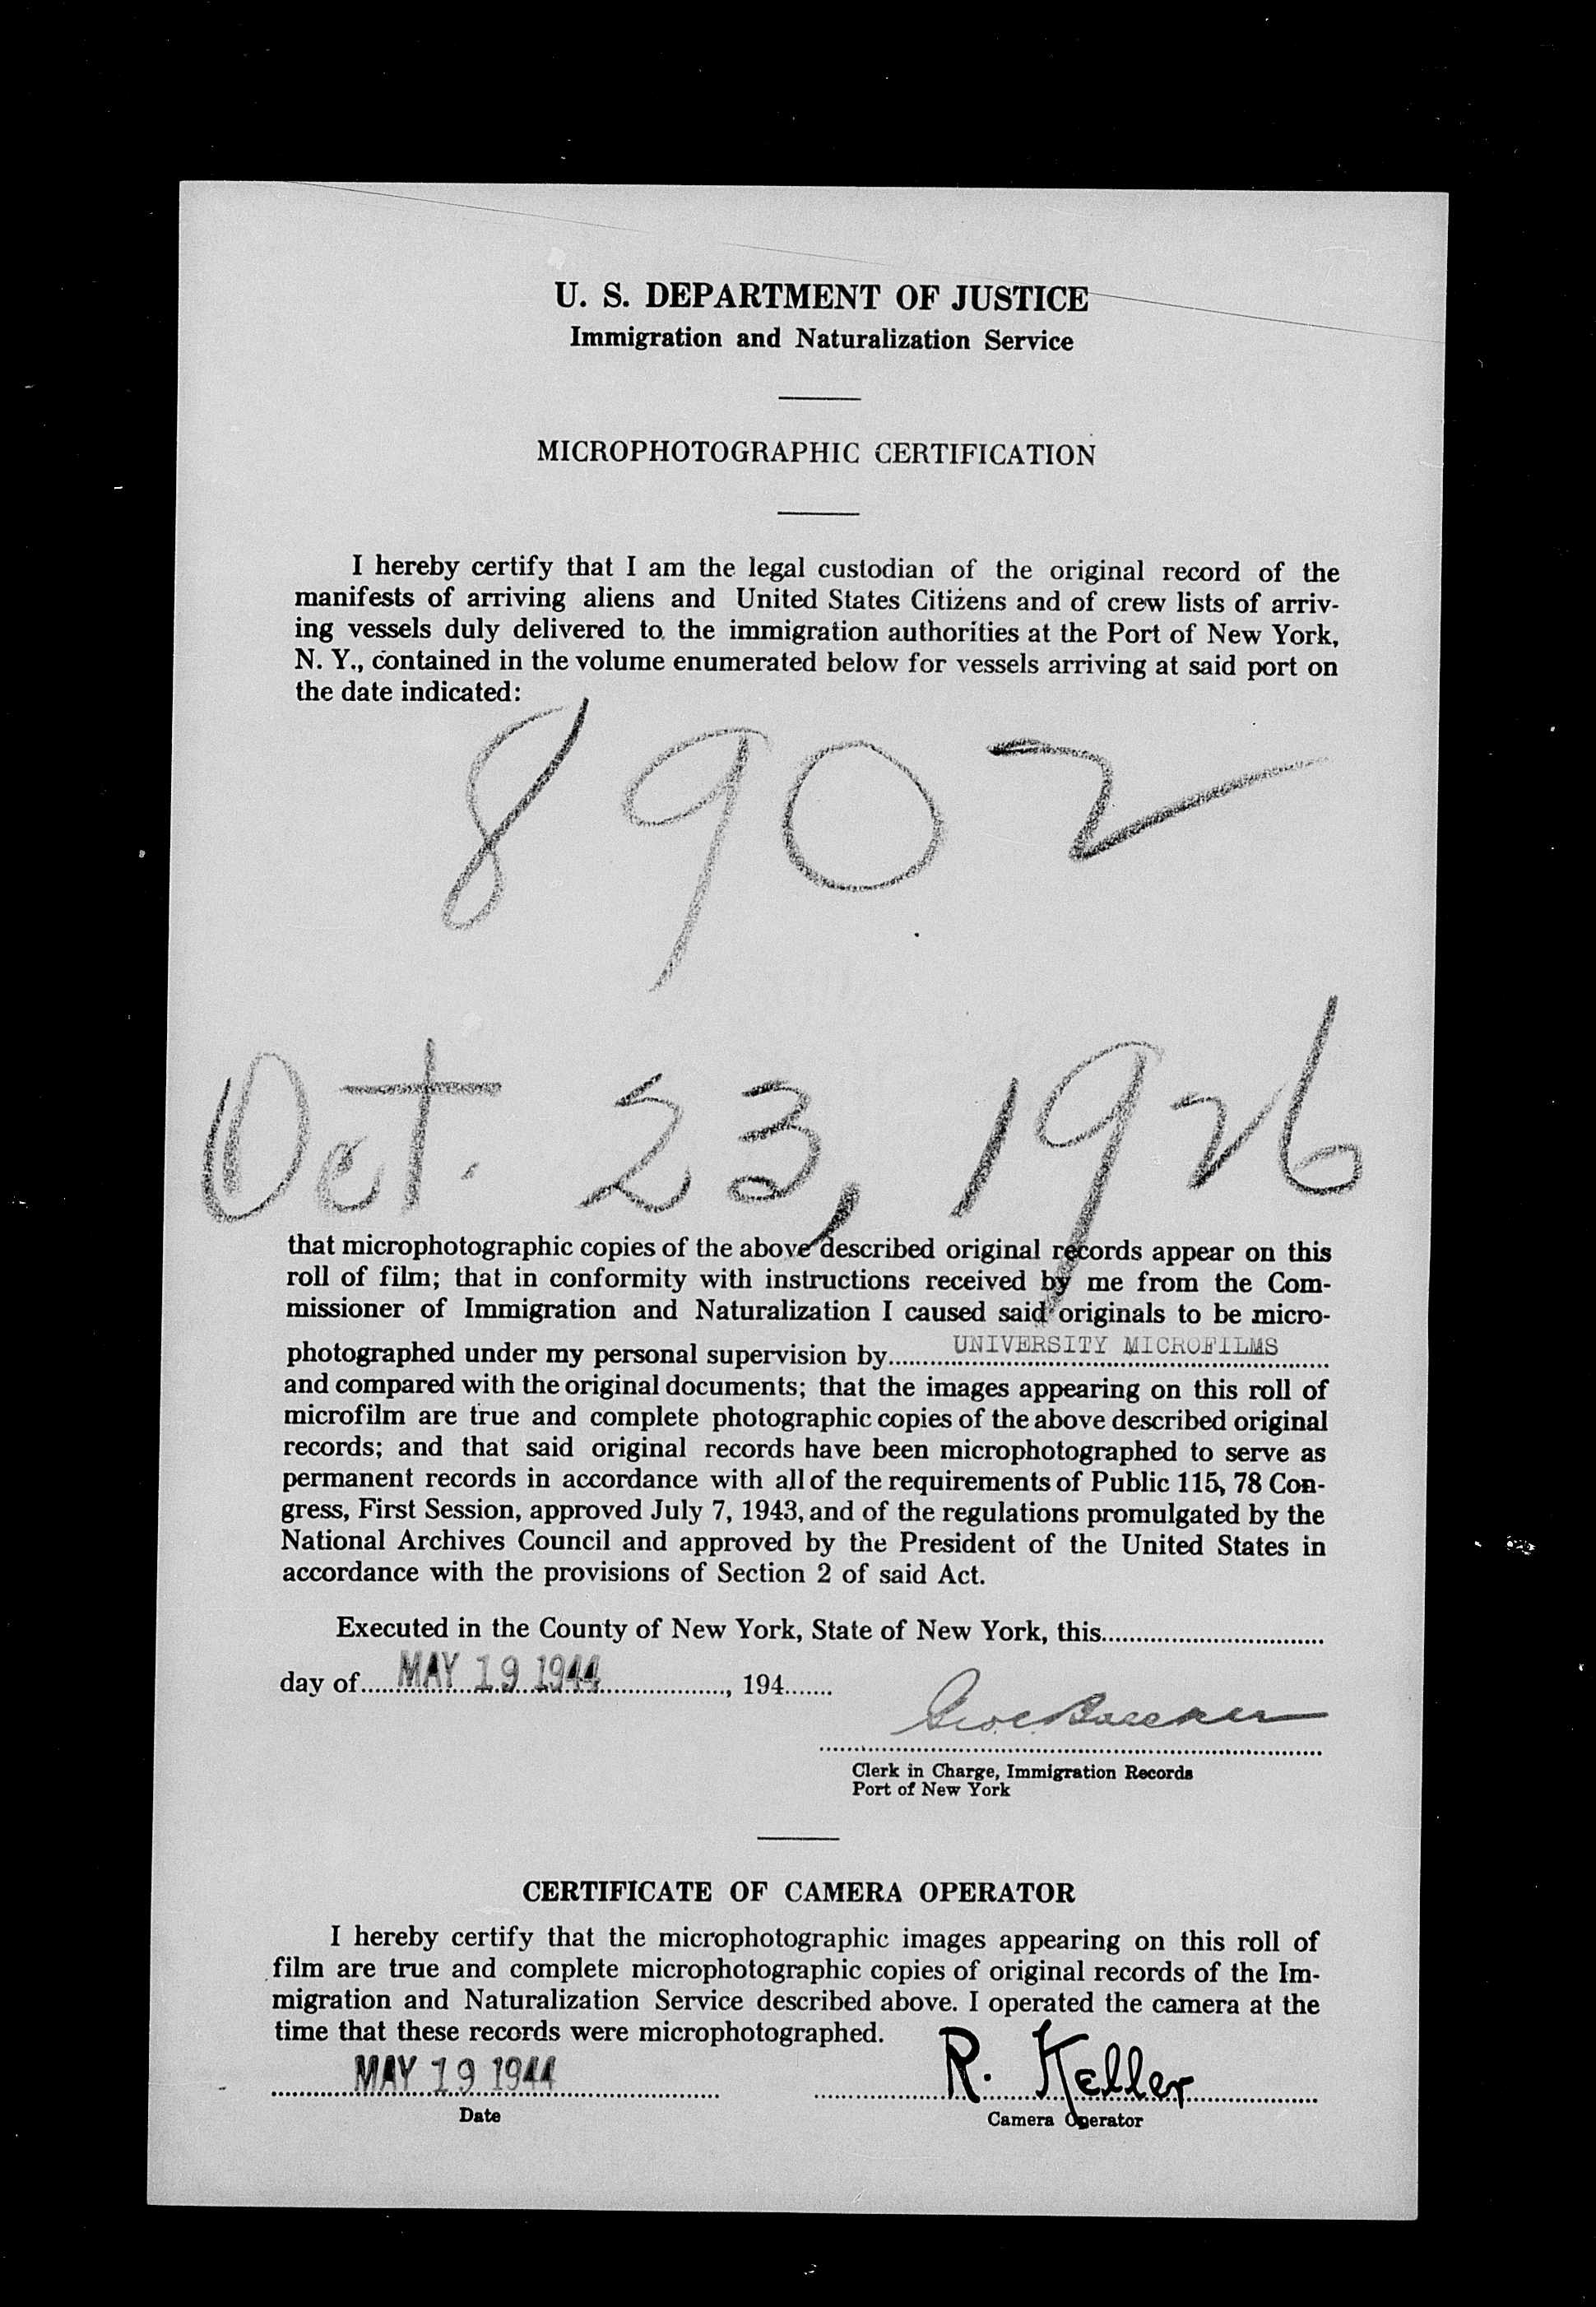 U. S. DEPARTMENT OF JUSTICE
Immigration and Naturalization Service
MICROPHOTOGRAPHIC CERTIFICATION
I hereby certify that I am the legal custodian of the original record of the
manifests of arriving aliens and United States Citizens and of crew lists of arriv-
ing vessels duly delivered to the immigration authorities at the Port of New York,
N. Y., contained in the volume enumerated below for vessels arriving at said port on
the date indicated:
8902
Oct. 23, 1926
that microphotographic copies of the above described original records appear on this
roll of film; that in conformity with instructions received by me from the Com-
missioner of Immigration and Naturalization I caused said originals to be micro-
photographed under my personal supervision by UNIVERSITY MICROFILMS
and compared with the original documents; that the images appearing on this roll of
microfilm are true and complete photographic copies of the above described original
records; and that said original records have been microphotographed to serve as
permanent records in accordance with all of the requirements of Public 115, 78 Con-
gress, First Session, approved July 7, 1943, and of the regulations promulgated by the
National Archives Council and approved by the President of the United States in
accordance with the provisions of Section 2 of said Act.
Executed in the County of New York, State of New York, this
day of MAY 19 1944, 194
Clerk in Charge, Immigration Records
Port of New York
CERTIFICATE OF CAMERA OPERATOR
I hereby certify that the microphotographic images appearing on this roll of
film are true and complete microphotographic copies of original records of the Im-
migration and Naturalization Service described above. I operated the camera at the
time that these records were microphotographed.
MAY 19 1944 R. Keller
Date Camera Operator